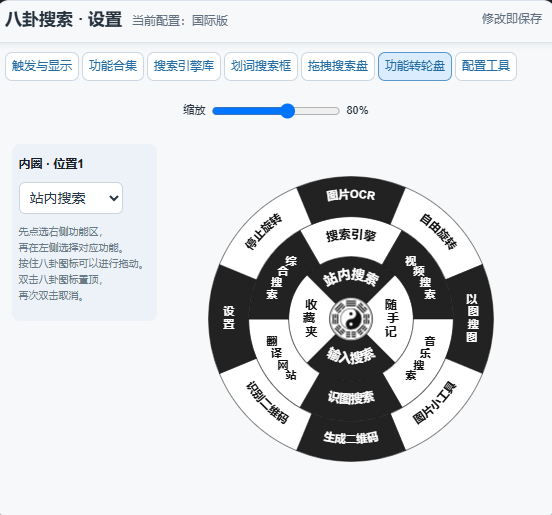 八卦搜索 · 设置 当前配置：国际版 修改即保存
触发与显示 功能合集 搜索引擎库 划词搜索框 拖拽搜索盘 功能转轮盘 配置工具
缩放 80%
内圆 · 位置1
站内搜索
先点选右侧功能区，
再在左侧选择对应功能。
按住八卦图标可以进行拖动。
双击八卦图标置顶，
再次双击取消。
图片OCR
停止旋转
自由旋转
搜索引擎
综合搜索
视频搜索
站内搜索
设置
收藏夹
随手记
以图搜图
输入搜索
翻译网站
音乐搜索
识图搜索
识别二维码
图片小工具
生成二维码